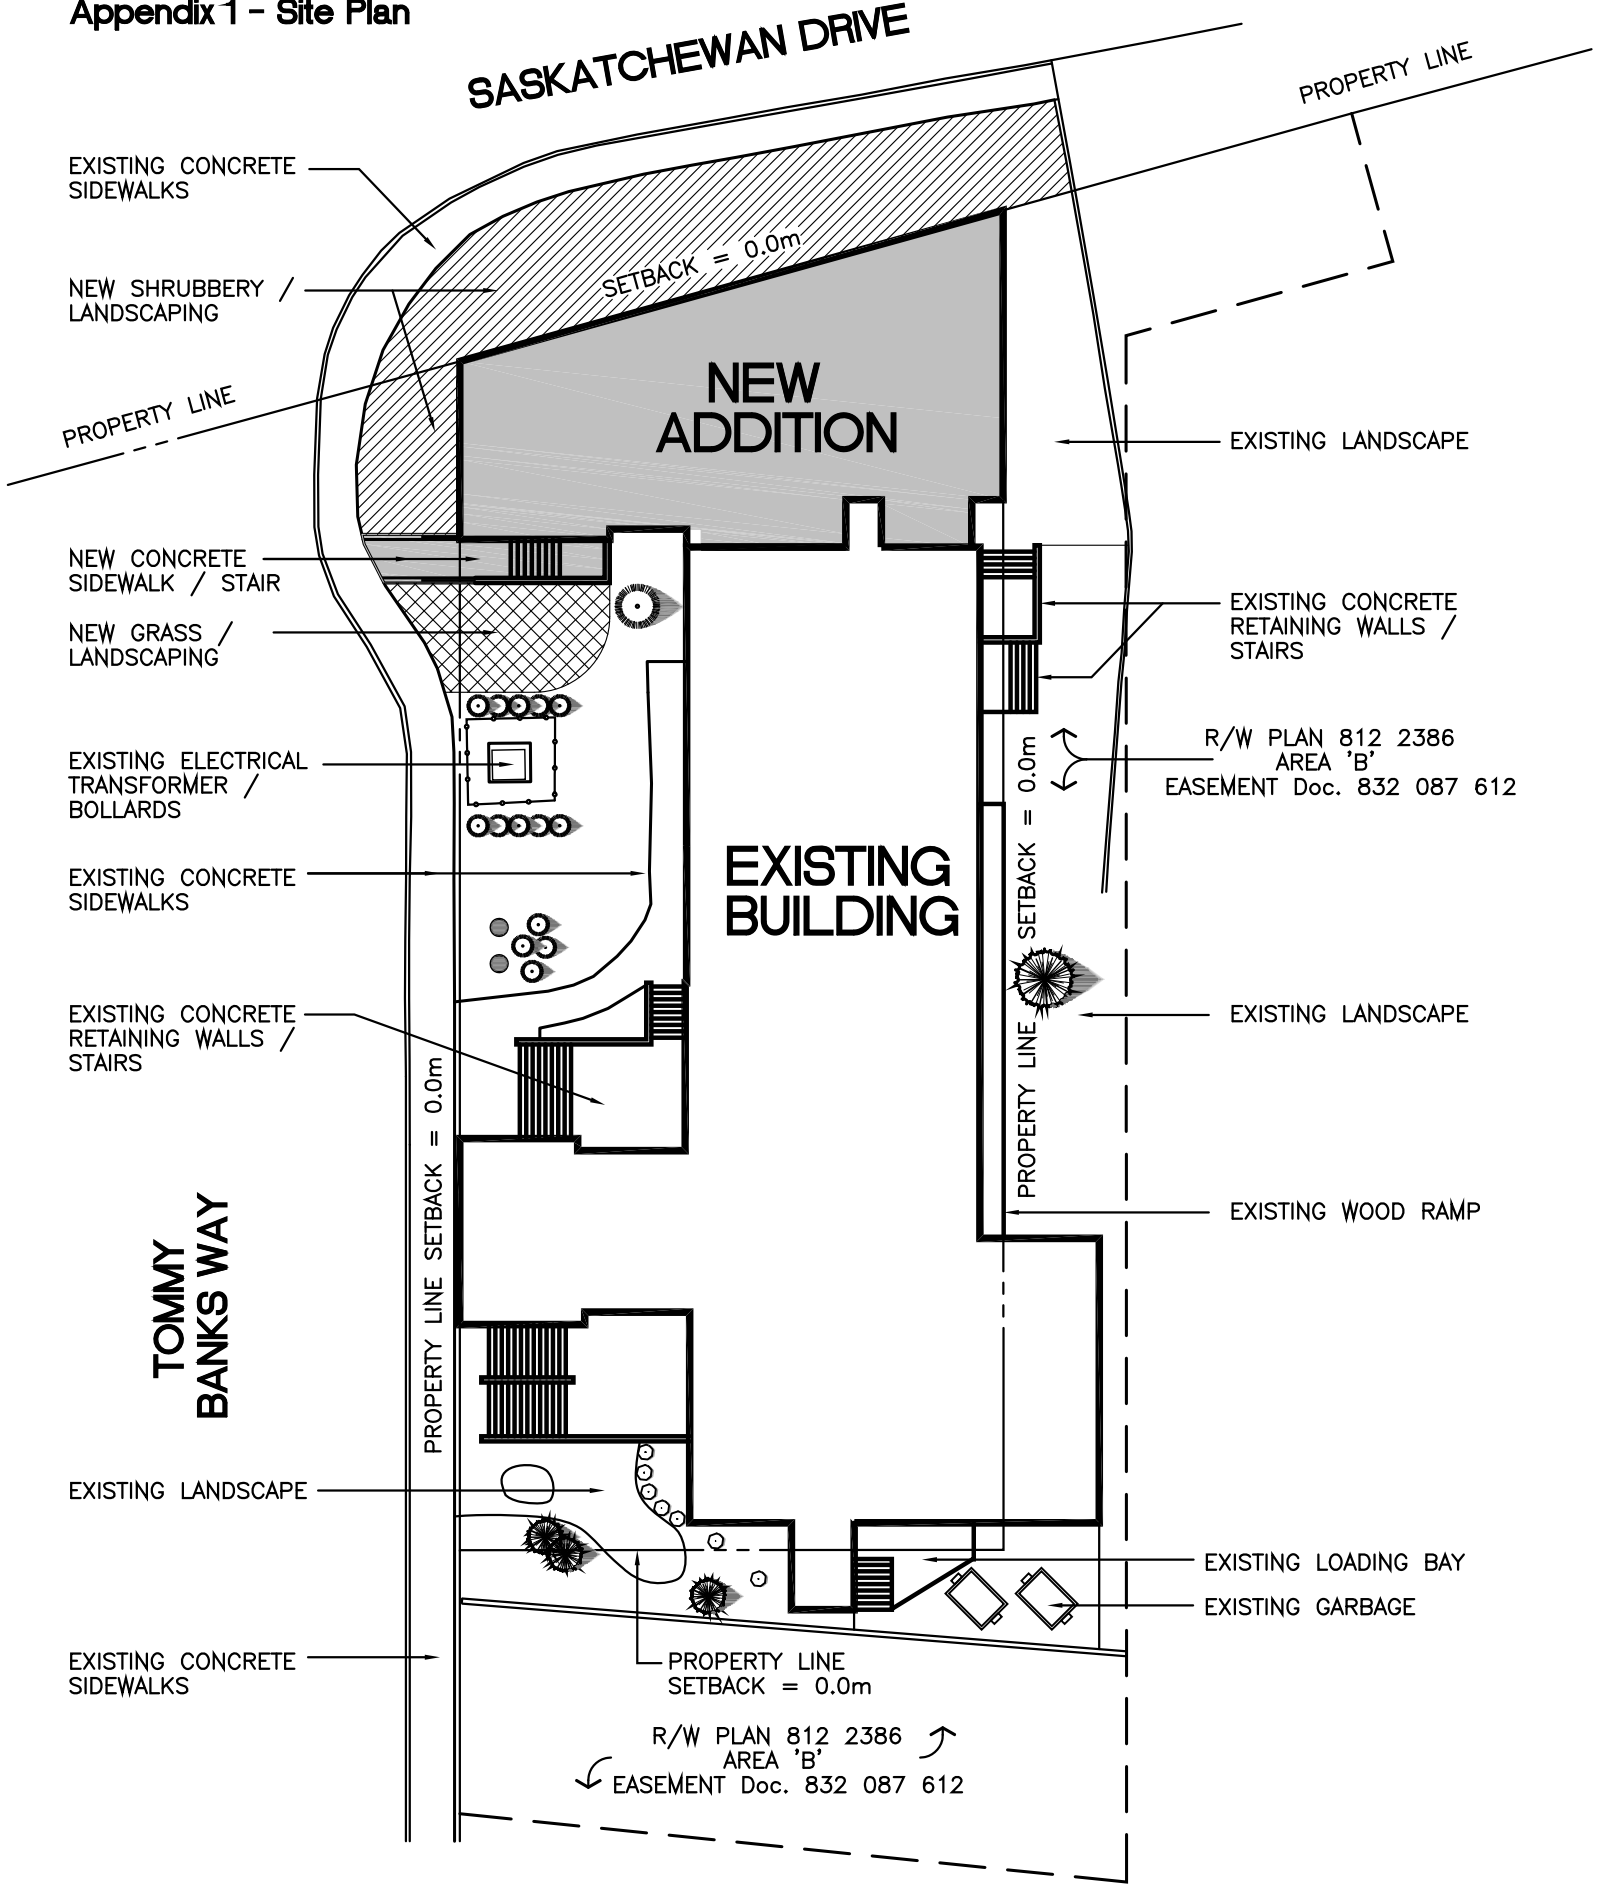 Appendix 1 - Site Plan
SASKATCHEWAN DRIVE
PROPERTY LINE
EXISTING CONCRETE
SIDEWALKS
NEW SHRUBBERY /
LANDSCAPING
SETBACK = 0.0m
PROPERTY LINE
NEW
ADDITION
EXISTING LANDSCAPE
NEW CONCRETE
SIDEWALK / STAIR
NEW GRASS /
LANDSCAPING
EXISTING CONCRETE
RETAINING WALLS /
STAIRS
R/W PLAN 812 2386
AREA 'B'
EASEMENT Doc. 832 087 612
EXISTING ELECTRICAL
TRANSFORMER /
BOLLARDS
EXISTING
BUILDING
EXISTING CONCRETE
SIDEWALKS
PROPERTY LINE SETBACK = 0.0m
EXISTING CONCRETE
RETAINING WALLS /
STAIRS
EXISTING LANDSCAPE
PROPERTY LINE SETBACK = 0.0m
EXISTING WOOD RAMP
TOMMY
BANKS WAY
EXISTING LANDSCAPE
EXISTING LOADING BAY
EXISTING GARBAGE
EXISTING CONCRETE
SIDEWALKS
PROPERTY LINE
SETBACK = 0.0m
R/W PLAN 812 2386
AREA 'B'
EASEMENT Doc. 832 087 612